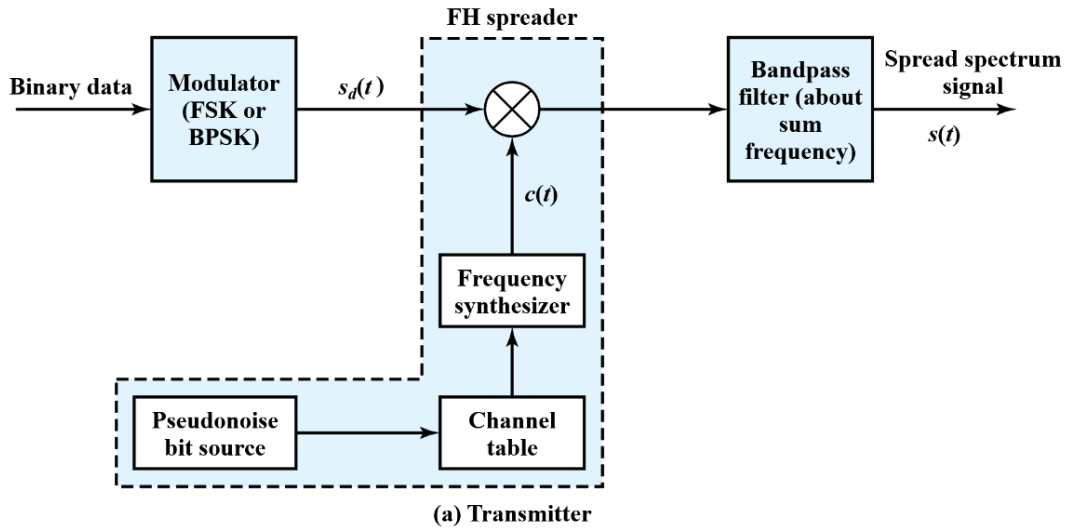 FH spreader
Binary data
Modulator
(FSK or
BPSK)
s_d(t)
Bandpass
filter (about
sum
frequency)
Spread spectrum
signal
s(t)
c(t)
Frequency
synthesizer
Pseudonoise
bit source
Channel
table
(a) Transmitter